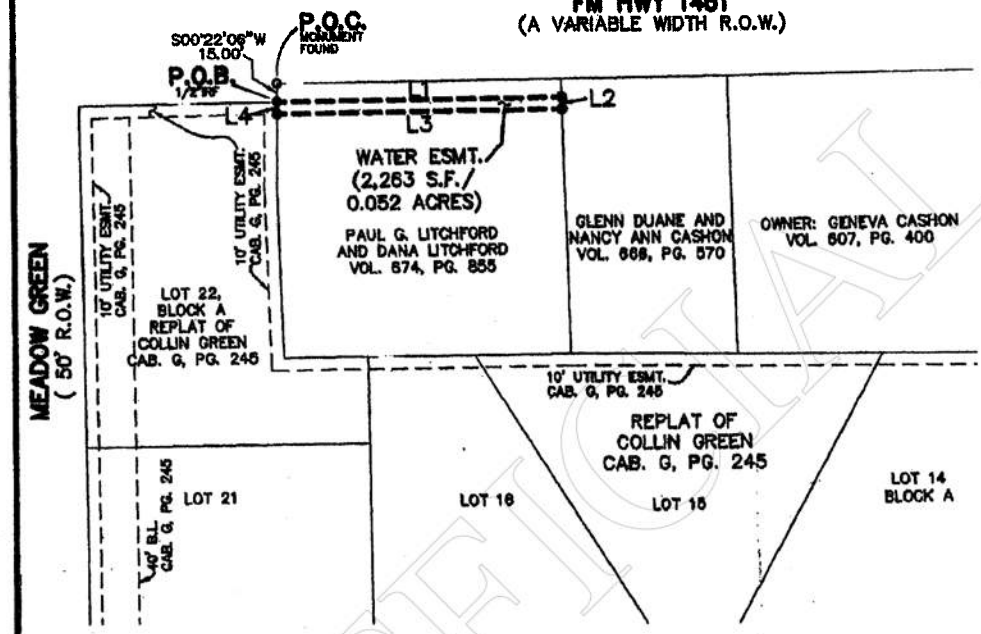 FM HWY 1461
(A VARIABLE WIDTH R.O.W.)
P.O.C.
MONUMENT
FOUND
S00°22'06"W
15.00'
P.O.B.
1/2"IRF
L1
L2
L3
L4
WATER ESMT.
(2,263 S.F./
0.052 ACRES)
PAUL G. LITCHFORD
AND DANA LITCHFORD
VOL. 674, PG. 855
GLENN DUANE AND
NANCY ANN CASHON
VOL. 668, PG. 570
OWNER: GENEVA CASHON
VOL. 607, PG. 400
10' UTILITY ESMT.
CAB. G, PG. 245
10' UTILITY ESMT.
CAB. G, PG. 245
MEADOW GREEN
( 50' R.O.W.)
LOT 22,
BLOCK A
REPLAT OF
COLLIN GREEN
CAB. G, PG. 245
10' UTILITY ESMT.
CAB. G, PG. 245
REPLAT OF
COLLIN GREEN
CAB. G, PG. 245
40' B.L.
CAB. G, PG. 245
LOT 21
LOT 16
LOT 15
LOT 14
BLOCK A